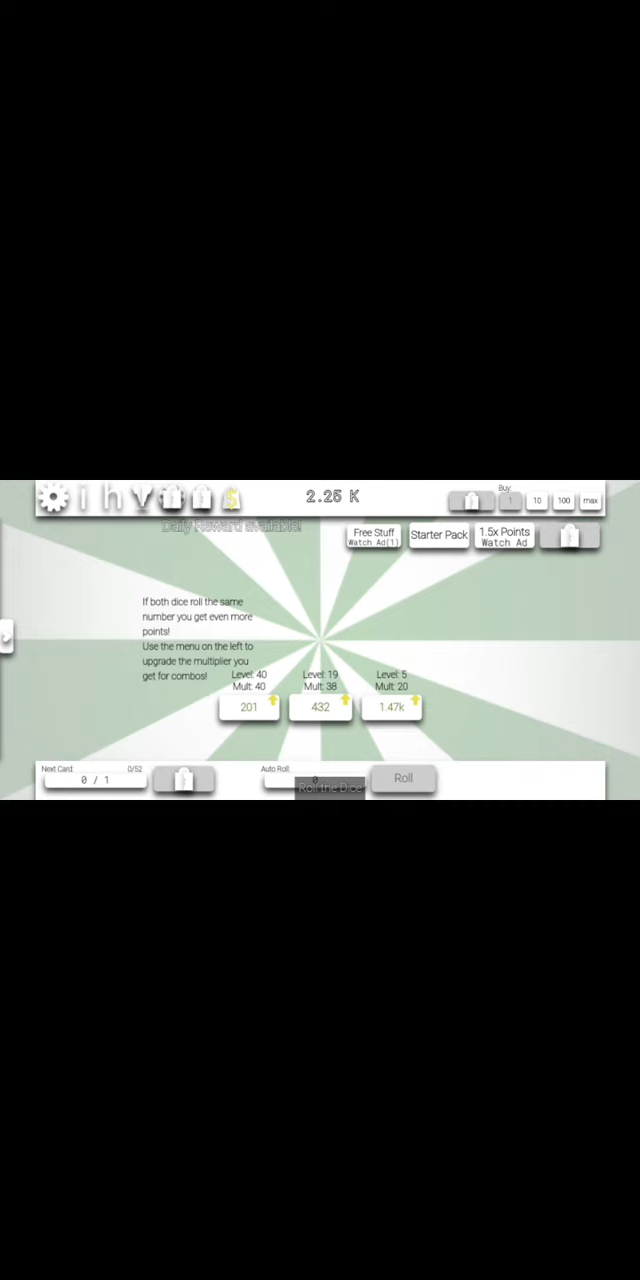 i h
$
2.25 K
Buy:
1 10 100 max
Daily Reward available!
Free Stuff
Watch Ad(1)
Starter Pack
1.5x Points
Watch Ad
If both dice roll the same
number you get even more
points!
Use the menu on the left to
upgrade the multiplier you
get for combos!
Level: 40
Mult: 40
201
Level: 19
Mult: 38
432
Level: 5
Mult: 20
1.47k
Next Card: 0/52
0 / 1
Auto Roll:
0
Roll the Dice
Roll